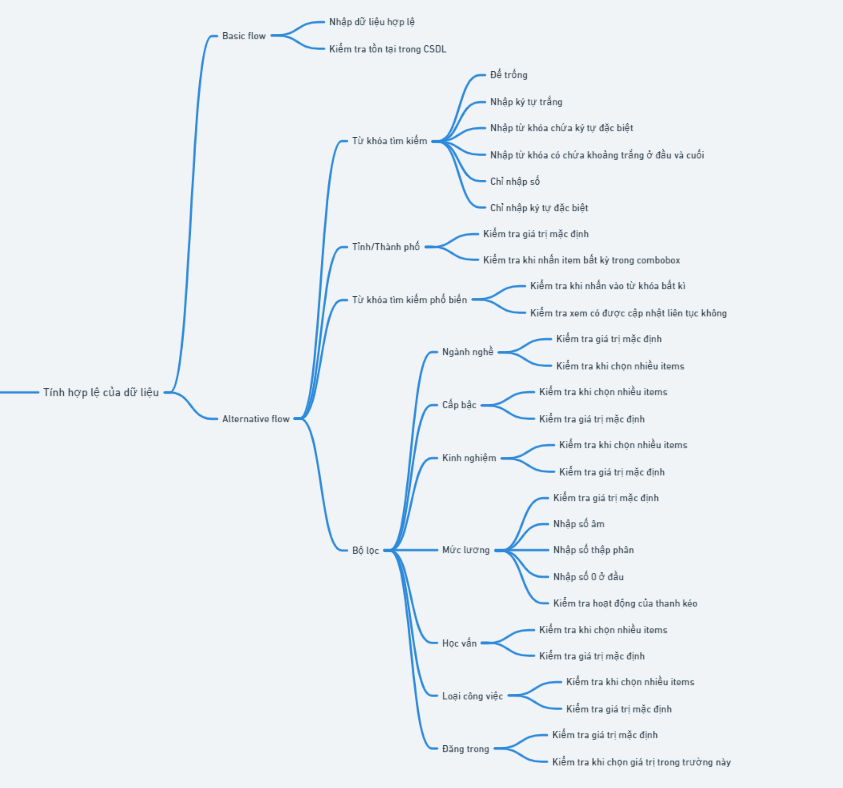 Basic flow
Nhập dữ liệu hợp lệ
Kiểm tra tồn tại trong CSDL
Tính hợp lệ của dữ liệu
Alternative flow
Từ khóa tìm kiếm
Để trống
Nhập ký tự trắng
Nhập từ khóa chứa ký tự đặc biệt
Nhập từ khóa có chứa khoảng trắng ở đầu và cuối
Chỉ nhập số
Chỉ nhập ký tự đặc biệt
Tỉnh/Thành phố
Kiểm tra giá trị mặc định
Kiểm tra khi nhấn item bất kỳ trong combobox
Từ khóa tìm kiếm phổ biến
Kiểm tra khi nhấn vào từ khóa bất kì
Kiểm tra xem có được cập nhật liên tục không
Bộ lọc
Ngành nghề
Kiểm tra giá trị mặc định
Kiểm tra khi chọn nhiều items
Cấp bậc
Kiểm tra khi chọn nhiều items
Kiểm tra giá trị mặc định
Kinh nghiệm
Kiểm tra khi chọn nhiều items
Kiểm tra giá trị mặc định
Mức lương
Kiểm tra giá trị mặc định
Nhập số âm
Nhập số thập phân
Nhập số 0 ở đầu
Kiểm tra hoạt động của thanh kéo
Học vấn
Kiểm tra khi chọn nhiều items
Kiểm tra giá trị mặc định
Loại công việc
Kiểm tra khi chọn nhiều items
Kiểm tra giá trị mặc định
Đăng trong
Kiểm tra giá trị mặc định
Kiểm tra khi chọn giá trị trong trường này